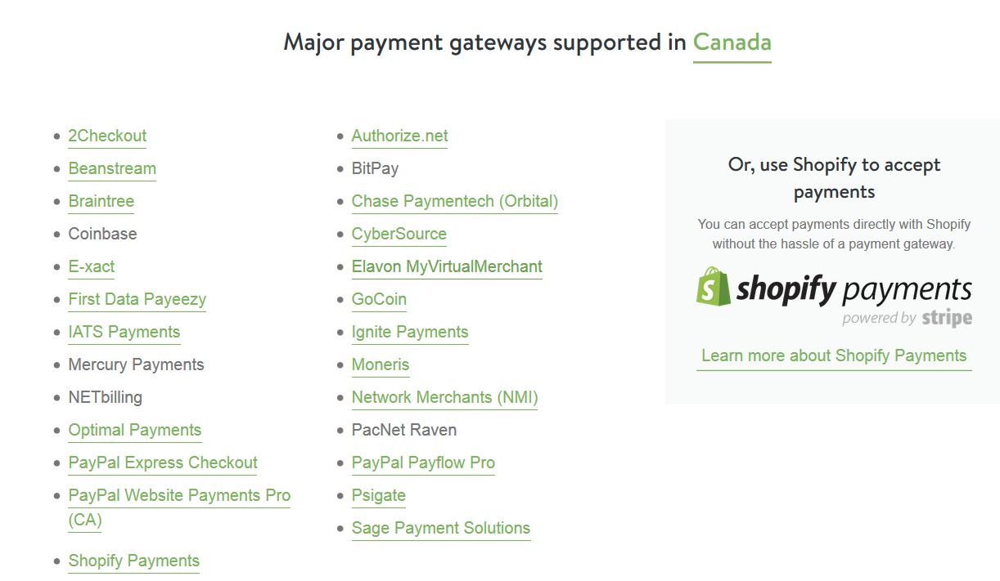 Major payment gateways supported in Canada
2Checkout
Beanstream
Braintree
Coinbase
E-xact
First Data Payeezy
IATS Payments
Mercury Payments
NETbilling
Optimal Payments
PayPal Express Checkout
PayPal Website Payments Pro
(CA)
Shopify Payments
Authorize.net
BitPay
Chase Paymentech (Orbital)
CyberSource
Elavon MyVirtualMerchant
GoCoin
Ignite Payments
Moneris
Network Merchants (NMI)
PacNet Raven
PayPal Payflow Pro
Psigate
Sage Payment Solutions
Or, use Shopify to accept
payments
You can accept payments directly with Shopify
without the hassle of a payment gateway.
shopify payments
powered by stripe
Learn more about Shopify Payments